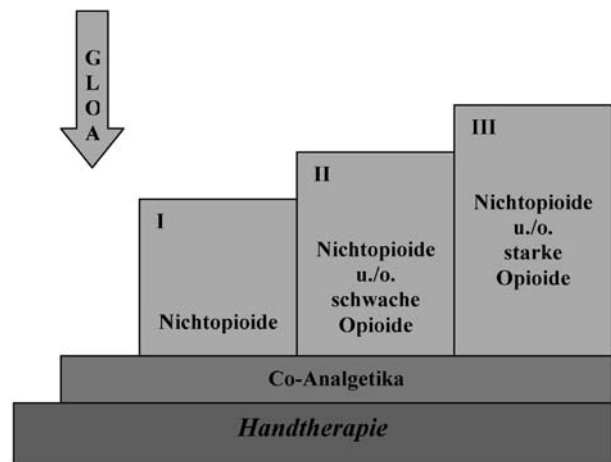 G
L
O
A
I
Nichtopioide
II
Nichtopioide
u./o.
schwache
Opioide
III
Nichtopioide
u./o.
starke
Opioide
Co-Analgetika
Handtherapie